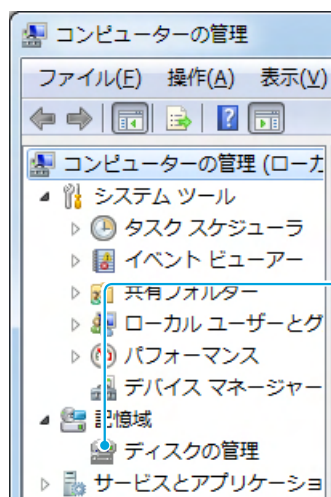 コンピューターの管理
ファイル(F) 操作(A) 表示(V)
コンピューターの管理 (ローカ
システム ツール
タスク スケジューラ
イベント ビューアー
共有フォルダー
ローカル ユーザーとグ
パフォーマンス
デバイス マネージャー
記憶域
ディスクの管理
サービスとアプリケーショ